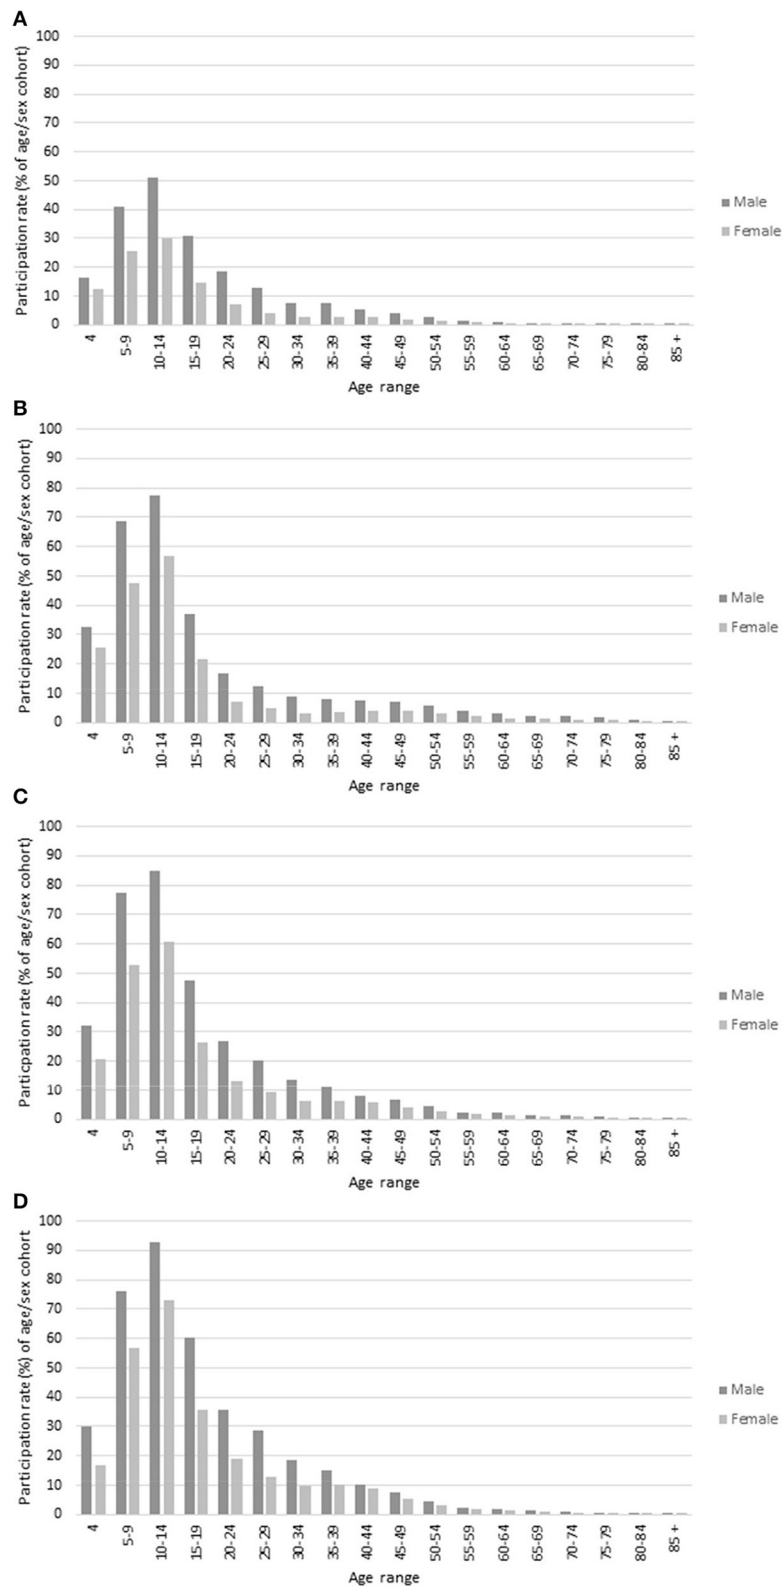 A
Participation rate (% of age/sex cohort)
100
90
80
70
60
50
40
30
20
10
0
Male
Female
4 5-9 10-14 15-19 20-24 25-29 30-34 35-39 40-44 45-49 50-54 55-59 60-64 65-69 70-74 75-79 80-84 85 +
Age range
B
Participation rate (% of age/sex cohort)
100
90
80
70
60
50
40
30
20
10
0
Male
Female
4 5-9 10-14 15-19 20-24 25-29 30-34 35-39 40-44 45-49 50-54 55-59 60-64 65-69 70-74 75-79 80-84 85 +
Age range
C
Particpation rate (% of age/sex cohort)
100
90
80
70
60
50
40
30
20
10
0
Male
Female
4 5-9 10-14 15-19 20-24 25-29 30-34 35-39 40-44 45-49 50-54 55-59 60-64 65-69 70-74 75-79 80-84 85 +
Age range
D
Participation rate (%) of age/sex cohort
100
90
80
70
60
50
40
30
20
10
0
Male
Female
4 5-9 10-14 15-19 20-24 25-29 30-34 35-39 40-44 45-49 50-54 55-59 60-64 65-69 70-74 75-79 80-84 85 +
Age range